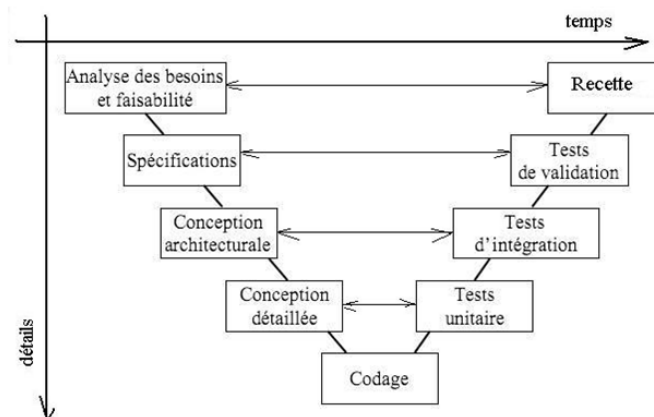 temps
Analyse des besoins
et faisabilité
Recette
Spécifications
Tests
de validation
Conception
architecturale
Tests
d'intégration
Conception
détaillée
Tests
unitaire
Codage
détails